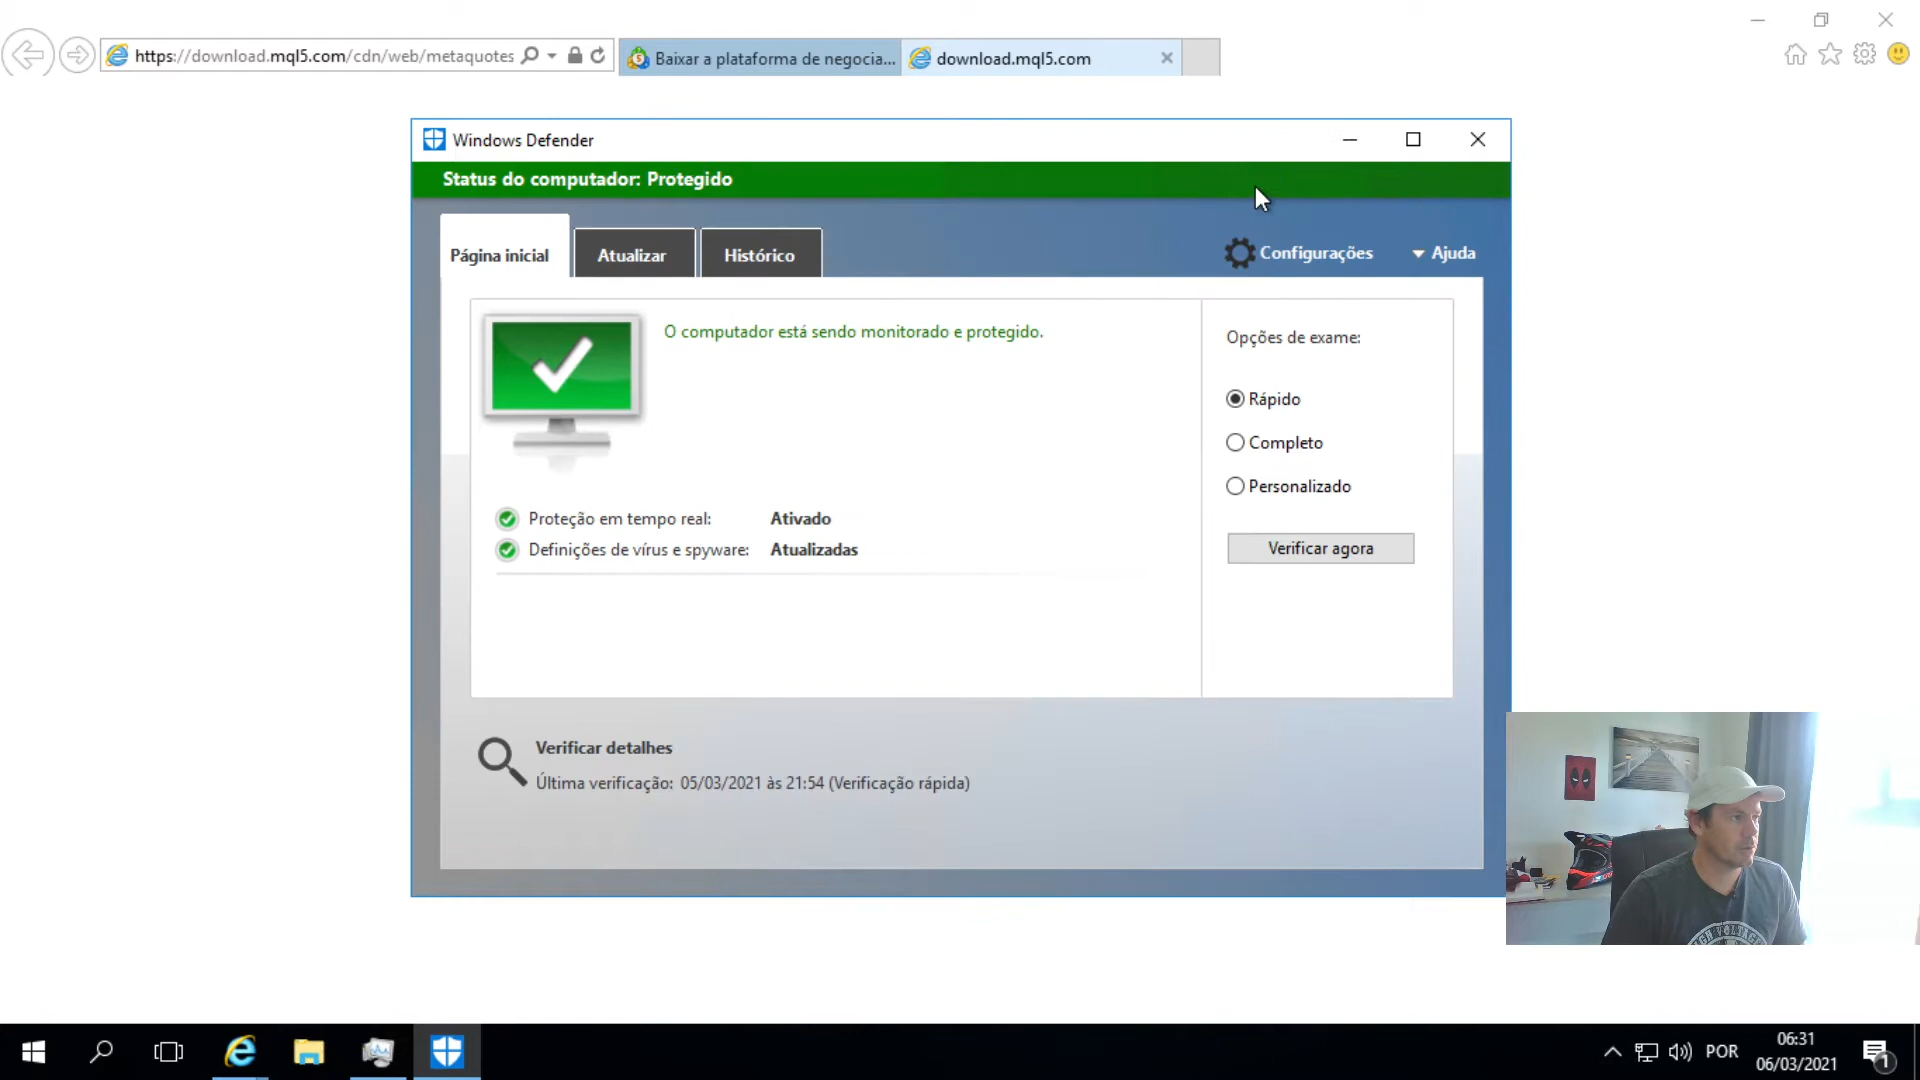 https://download.mql5.com/cdn/web/metaquotes
Baixar a plataforma de negocia...
download.mql5.com
Windows Defender
Status do computador: Protegido
Página inicial
Atualizar
Histórico
Configurações
Ajuda
O computador está sendo monitorado e protegido.
Opções de exame:
Rápido
Completo
Personalizado
Verificar agora
Proteção em tempo real: Ativado
Definições de vírus e spyware: Atualizadas
Verificar detalhes
Última verificação: 05/03/2021 às 21:54 (Verificação rápida)
POR
06:31
06/03/2021
1